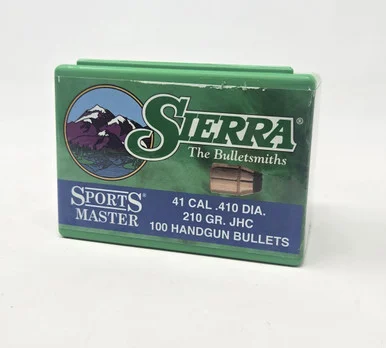 SIERRA®
The Bulletsmiths
SPORTS MASTER
41 CAL .410 DIA.
210 GR. JHC
100 HANDGUN BULLETS